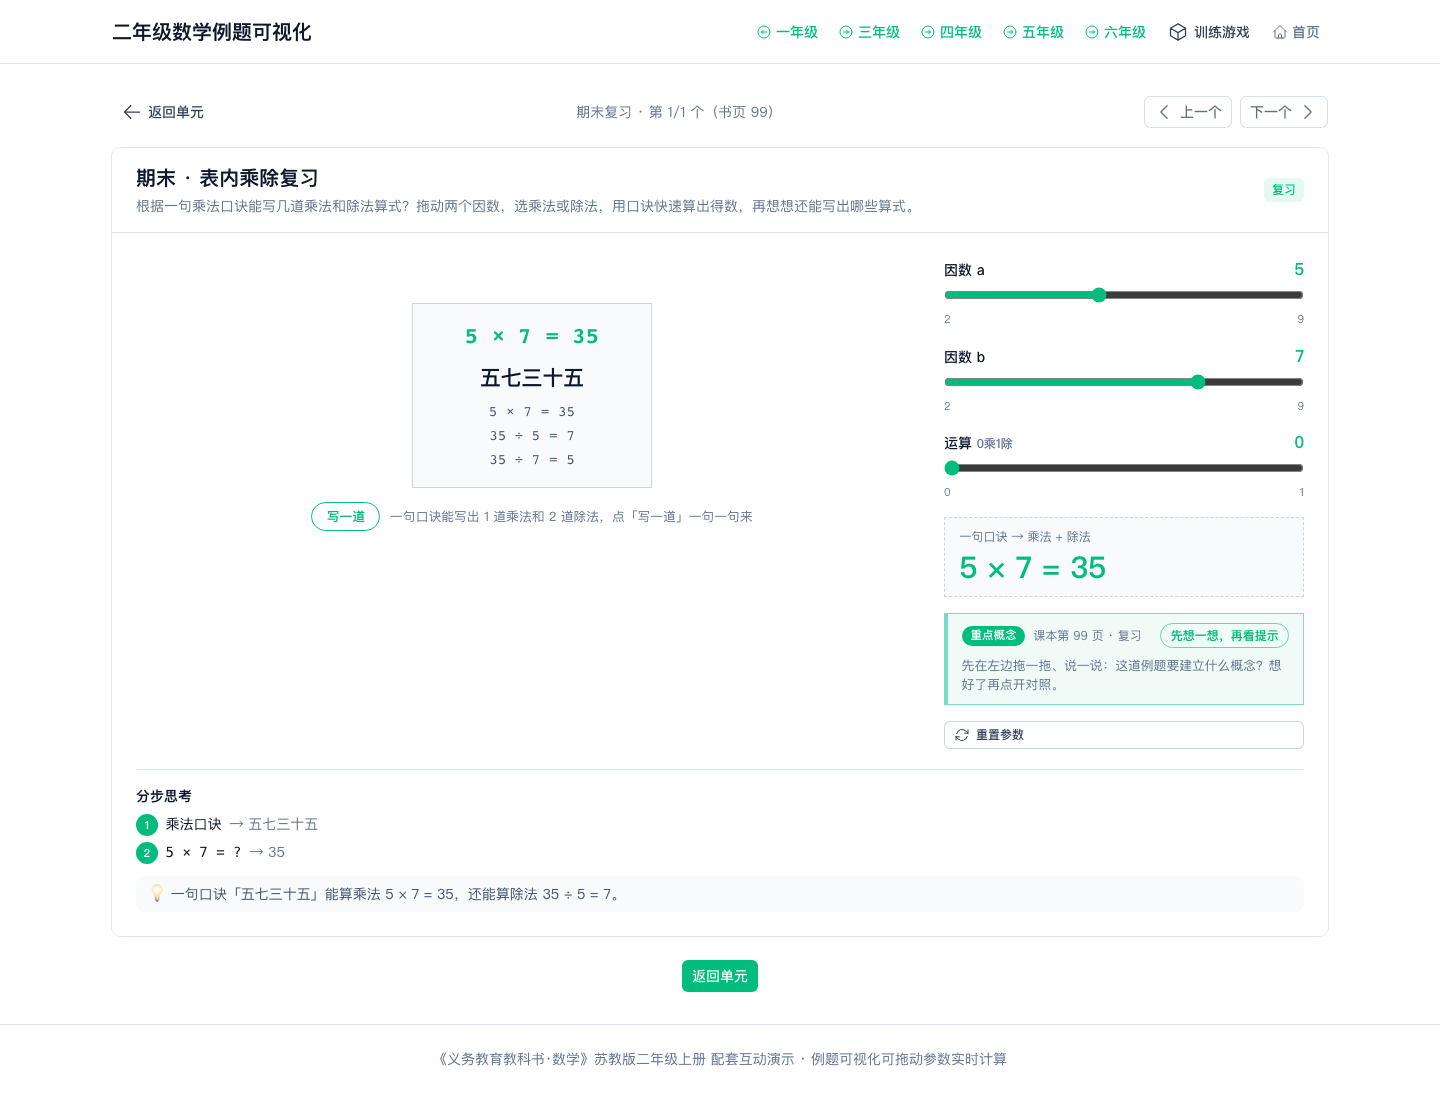 二年级数学例题可视化
一年级 三年级 四年级 五年级 六年级 训练游戏 首页
返回单元
期末复习 · 第 1/1 个（书页 99）
上一个 下一个
期末 · 表内乘除复习
根据一句乘法口诀能写几道乘法和除法算式？拖动两个因数，选乘法或除法，用口诀快速算出得数，再想想还能写出哪些算式。
复习
5 × 7 = 35
五七三十五
5 × 7 = 35
35 ÷ 5 = 7
35 ÷ 7 = 5
写一道 一句口诀能写出 1 道乘法和 2 道除法，点「写一道」一句一句来
因数 a 5
2 9
因数 b 7
2 9
运算 0乘1除 0
0 1
一句口诀 → 乘法 + 除法
5 × 7 = 35
重点概念 课本第 99 页 · 复习 先想一想，再看提示
先在左边拖一拖、说一说：这道例题要建立什么概念？想
好了再点开对照。
重置参数
分步思考
1 乘法口诀 → 五七三十五
2 5 × 7 = ? → 35
💡 一句口诀「五七三十五」能算乘法 5 × 7 = 35，还能算除法 35 ÷ 5 = 7。
返回单元
《义务教育教科书·数学》苏教版二年级上册 配套互动演示 · 例题可视化可拖动参数实时计算